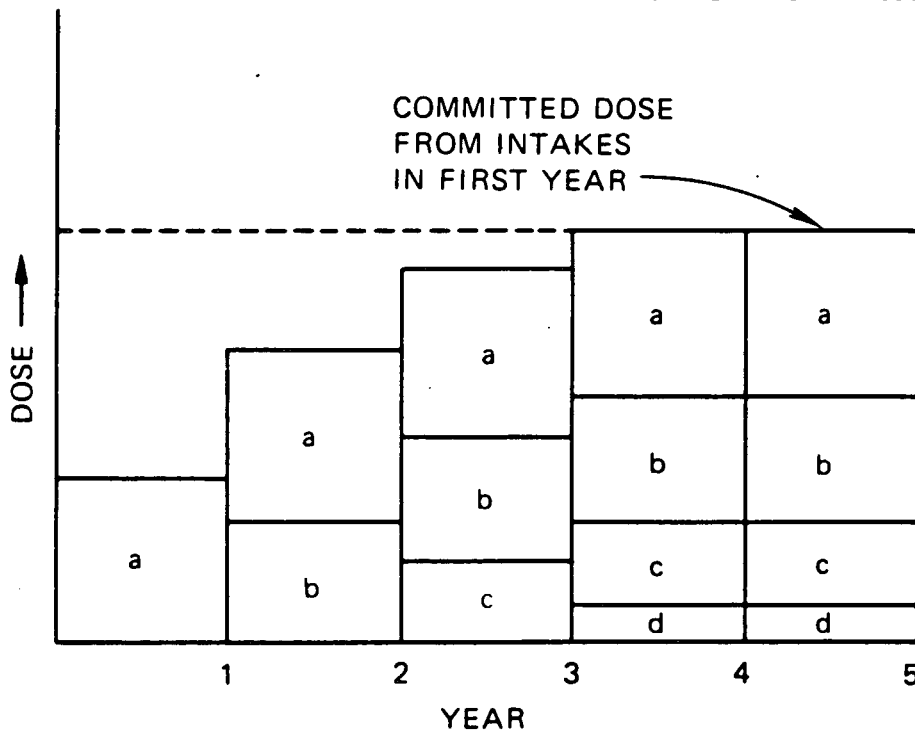 COMMITTED DOSE
FROM INTAKES
IN FIRST YEAR
DOSE
a
a
b
a
b
c
a
b
c
d
a
b
c
d
1 2 3 4 5
YEAR